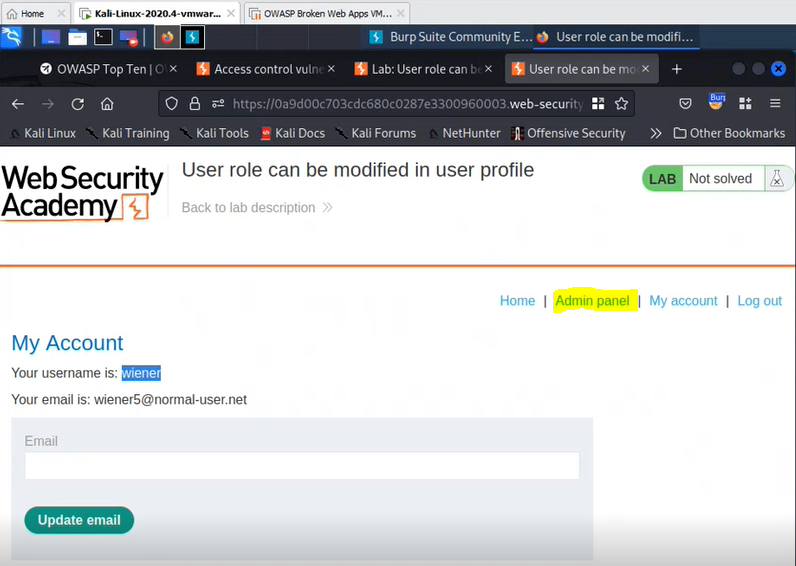 Home
Kali-Linux-2020.4-vmwar...
OWASP Broken Web Apps VM...
Burp Suite Community E...
User role can be modifi...
OWASP Top Ten | O
Access control vulne
Lab: User role can be
User role can be mo
https://0a9d00c703cdc680c0287e3300960003.web-security
Burp
Kali Linux
Kali Training
Kali Tools
Kali Docs
Kali Forums
NetHunter
Offensive Security
Other Bookmarks
WebSecurity
Academy
User role can be modified in user profile
Back to lab description
LAB Not solved
Home | Admin panel | My account | Log out
My Account
Your username is: wiener
Your email is: wiener5@normal-user.net
Email
Update email